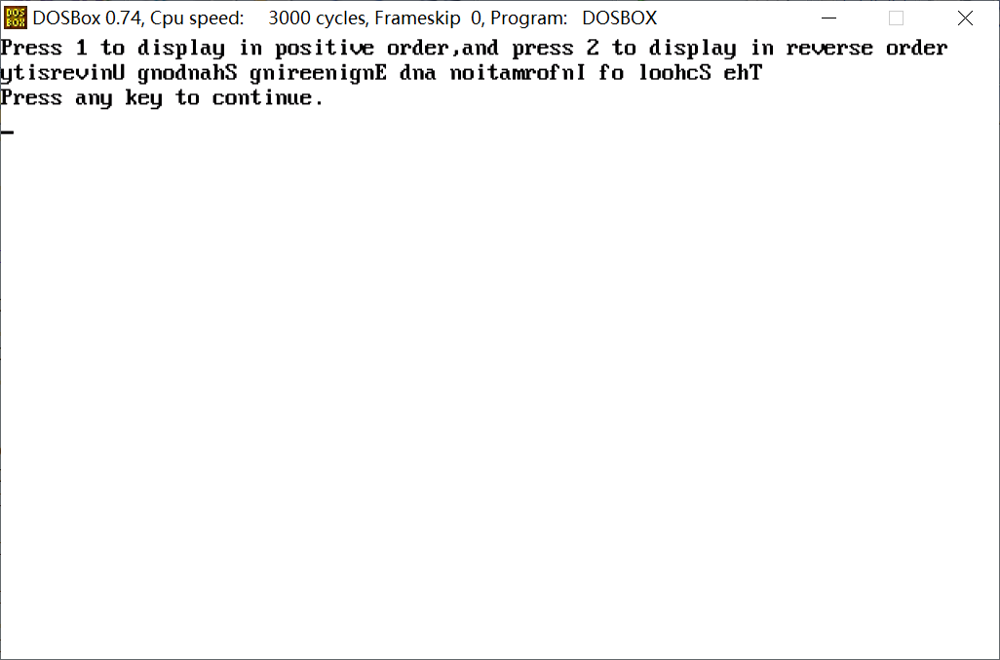 DOS BOX DOSBox 0.74, Cpu speed: 3000 cycles, Frameskip 0, Program: DOSBOX
Press 1 to display in positive order,and press 2 to display in reverse order
ytisrevinU gnodnahS gnireenignE dna noitamrofnI fo loohcS ehT
Press any key to continue.